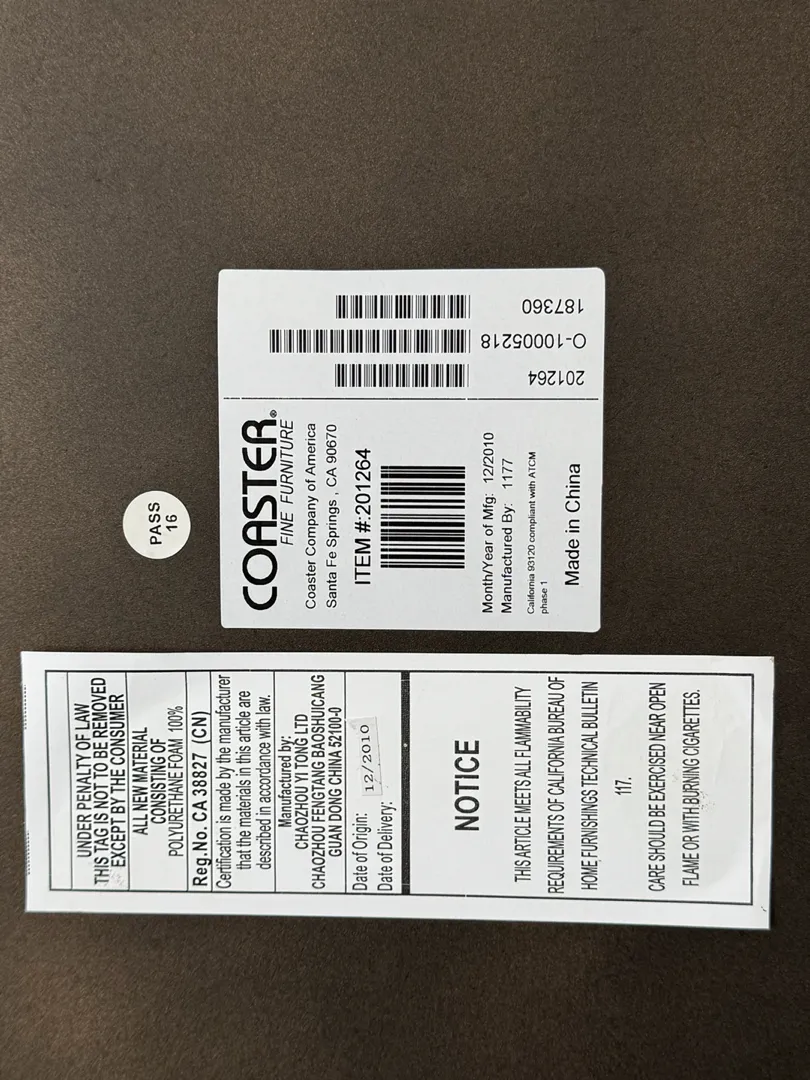 187360
O-10005218
201264
COASTER®
FINE FURNITURE
Coaster Company of America
Santa Fe Springs , CA 90670
ITEM #:201264
Month/Year of Mfg: 12/2010
Manufactured By: 1177
California 93120 compliant with ATCM
phase 1
Made in China
PASS
16
UNDER PENALTY OF LAW
THIS TAG IS NOT TO BE REMOVED
EXCEPT BY THE CONSUMER
ALL NEW MATERIAL
CONSISTING OF
POLYURETHANE FOAM 100%
Reg.No. CA 38827 (CN)
Certification is made by the manufacturer
that the materials in this article are
described in accordance with law.
Manufactured by:
CHAOZHOU YI TONG LTD
CHAOZHOU FENGTANG BAOSHUICANG
GUAN DONG CHINA 52100-0
Date of Origin: 12/2010
Date of Delivery:
NOTICE
THIS ARTICLE MEETS ALL FLAMMABILITY
REQUIREMENTS OF CALIFORNIA BUREAU OF
HOME FURNISHINGS TECHNICAL BULLETIN
117.
CARE SHOULD BE EXERCISED NEAR OPEN
FLAME OR WITH BURNING CIGARETTES.